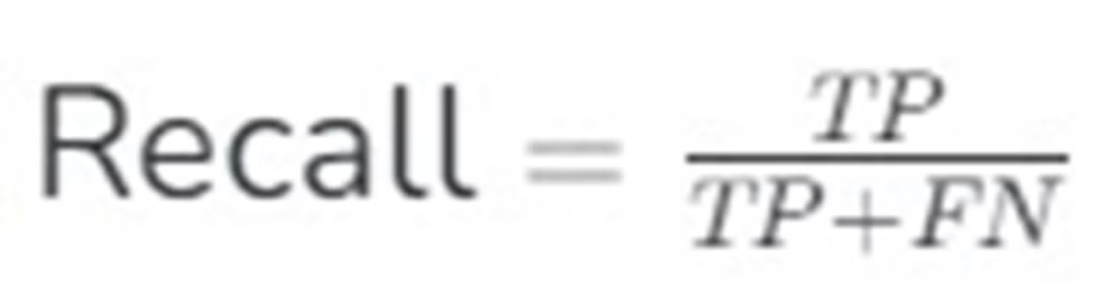 Recall = TP
TP+FN